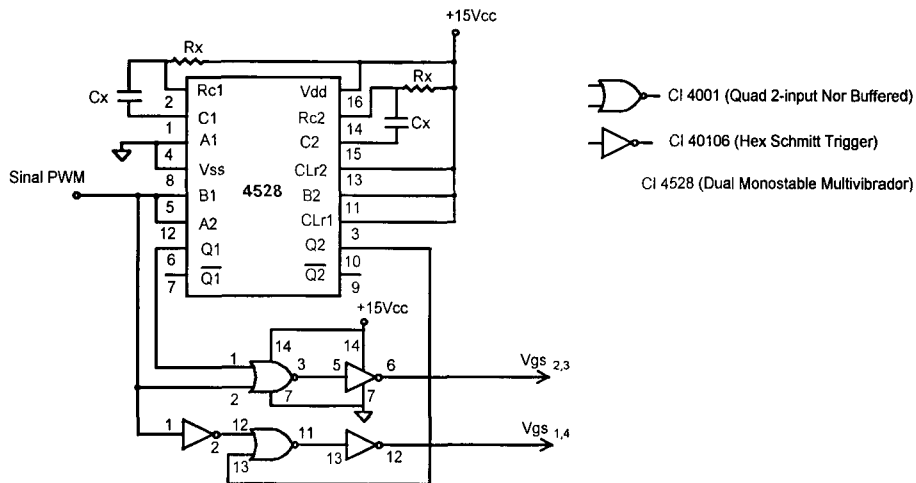 +15Vcc
Rx
Rc1
Vdd
Rx
Cx
2
16
C1
Rc2
1
14
Cx
A1
C2
4
15
Vss
CLr2
Sinal PWM
8
4528
13
B1
B2
5
11
A2
CLr1
12
3
Q1
Q2
6
10
Q1
Q2
7
9
CI 4001 (Quad 2-input Nor Buffered)
CI 40106 (Hex Schmitt Trigger)
CI 4528 (Dual Monostable Multivibrador)
+15Vcc
14
14
1
3
5
6
Vgs 2,3
2
7
7
1
2
12
11
13
12
Vgs 1,4
13